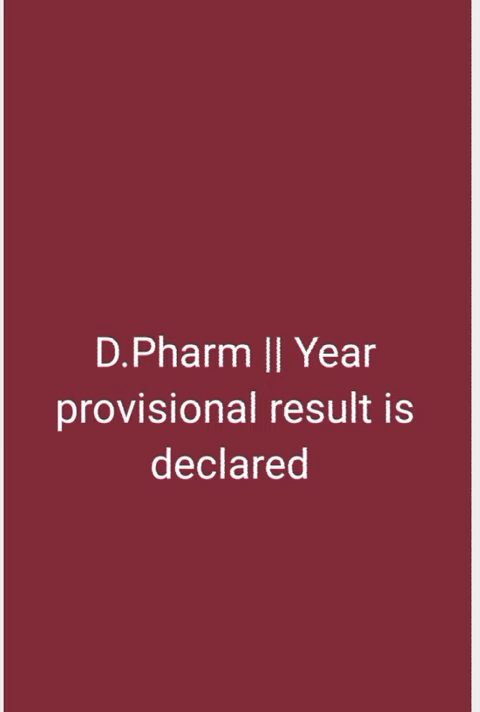 D.Pharm || Year
provisional result is
declared